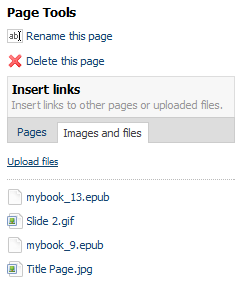 Page Tools
ab Rename this page
Delete this page
Insert links
Insert links to other pages or uploaded files.
Pages Images and files
Upload files
mybook_13.epub
Slide 2.gif
mybook_9.epub
Title Page.jpg